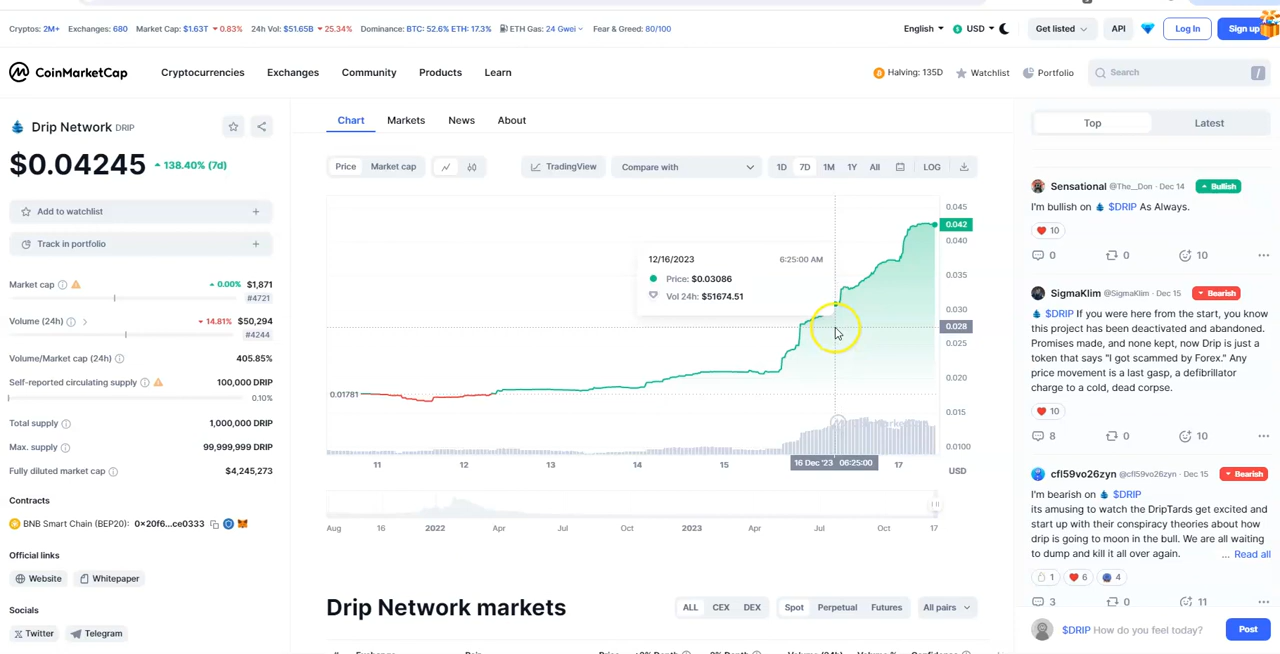 Cryptos: 2M+ Exchanges: 680 Market Cap: $1.63T 0.83% 24h Vol: $51.65B 25.34% Dominance: BTC: 52.6% ETH: 17.3% ETH Gas: 24 Gwei Fear & Greed: 80/100
English USD Get listed API Log In Sign up
CoinMarketCap Cryptocurrencies Exchanges Community Products Learn
Halving: 135D Watchlist Portfolio Search /
Drip Network DRIP
$0.04245 138.40% (7d)
Add to watchlist +
Track in portfolio +
Market cap 0.00% $1,871
#4721
Volume (24h) 14.81% $50,294
#4244
Volume/Market cap (24h) 405.85%
Self-reported circulating supply 100,000 DRIP
0.10%
Total supply 1,000,000 DRIP
Max. supply 99,999,999 DRIP
Fully diluted market cap $4,245,273
Contracts
BNB Smart Chain (BEP20): 0x20f6...ce0333
Official links
Website Whitepaper
Socials
Twitter Telegram
Chart Markets News About
Price Market cap TradingView Compare with 1D 7D 1M 1Y All LOG
0.045
0.042
0.040
0.035
0.030
0.028
0.025
0.020
0.015
0.0100
USD
12/16/2023 6:25:00 AM
Price: $0.03086
Vol 24h: $51674.51
0.01781
11 12 13 14 15 16 Dec '23 06:25:00 17
Aug 16 2022 Apr Jul Oct 2023 Apr Jul Oct 17
Drip Network markets
ALL CEX DEX Spot Perpetual Futures All pairs
Top Latest
Sensational @The__Don · Dec 14 Bullish
I'm bullish on $DRIP As Always.
10
0 0 10 ...
SigmaKlim @SigmaKlim · Dec 15 Bearish
$DRIP If you were here from the start, you know
this project has been deactivated and abandoned.
Promises made, and none kept, now Drip is just a
token that says "I got scammed by Forex." Any
price movement is a last gasp, a defibrillator
charge to a cold, dead corpse.
10
8 0 10 ...
cfl59vo26zyn @cfl59vo26zyn · Dec 15 Bearish
I'm bearish on $DRIP
its amusing to watch the DripTards get excited and
start up with their conspiracy theories about how
drip is going to moon in the bull. We are all waiting
to dump and kill it all over again. ... Read all
1 6 4
3 0 11 ...
$DRIP How do you feel today? Post